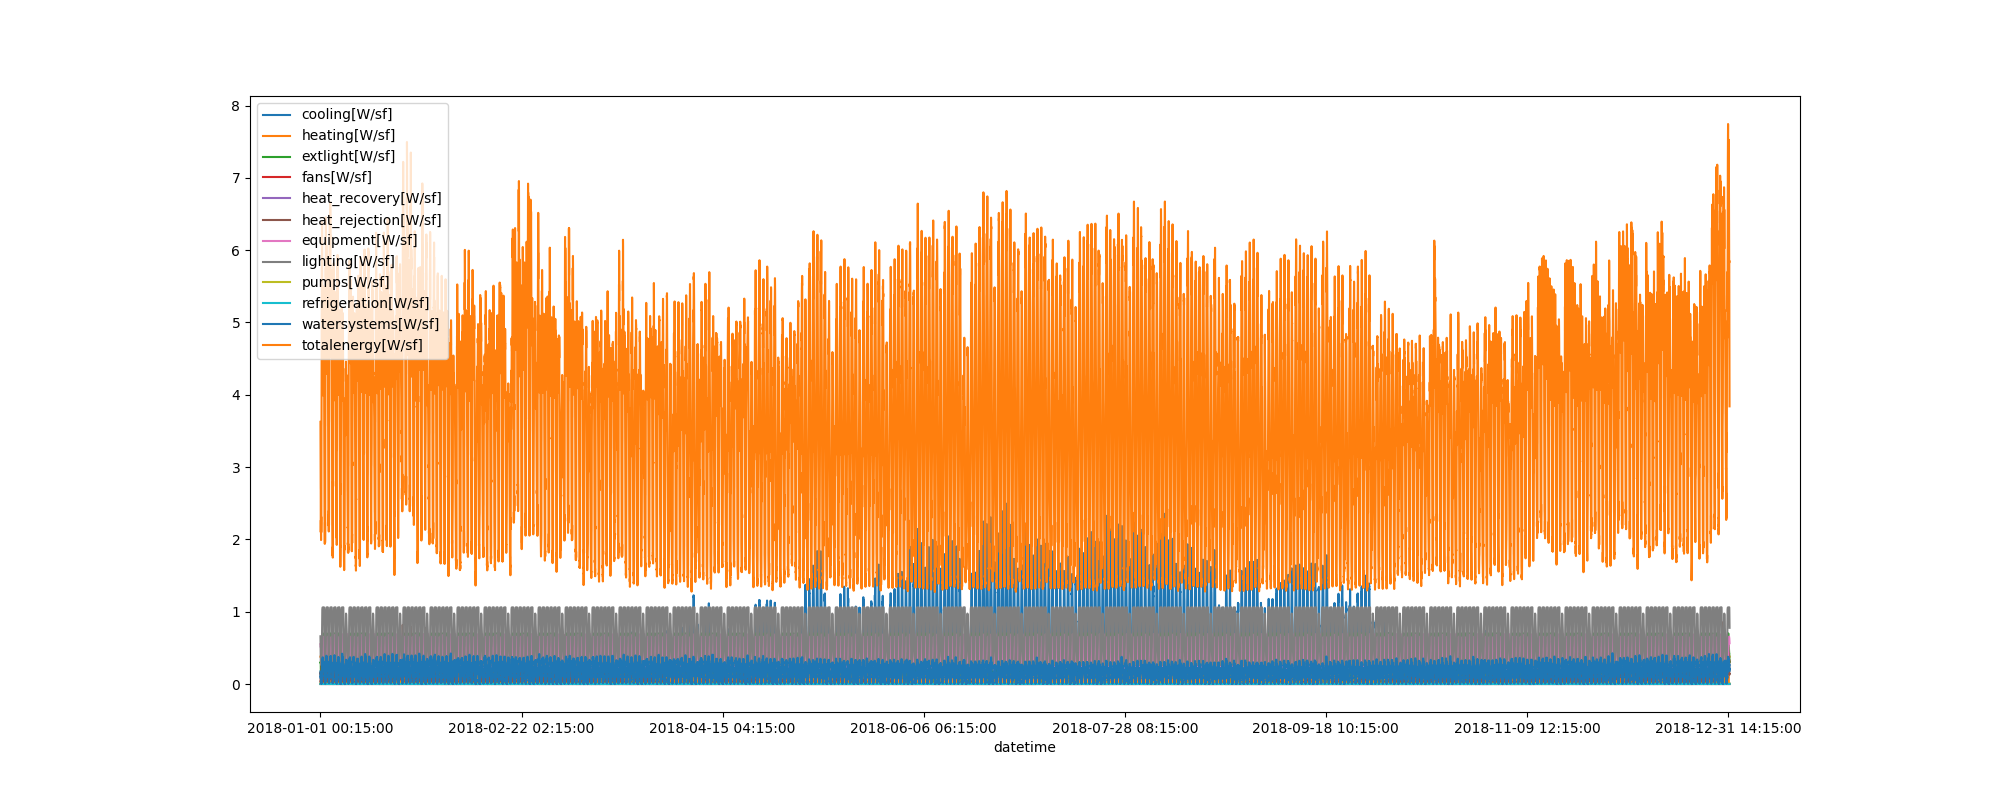 8
7
6
5
4
3
2
1
0
cooling[W/sf]
heating[W/sf]
extlight[W/sf]
fans[W/sf]
heat_recovery[W/sf]
heat_rejection[W/sf]
equipment[W/sf]
lighting[W/sf]
pumps[W/sf]
refrigeration[W/sf]
watersystems[W/sf]
totalenergy[W/sf]
2018-01-01 00:15:00 2018-02-22 02:15:00 2018-04-15 04:15:00 2018-06-06 06:15:00 2018-07-28 08:15:00 2018-09-18 10:15:00 2018-11-09 12:15:00 2018-12-31 14:15:00
datetime